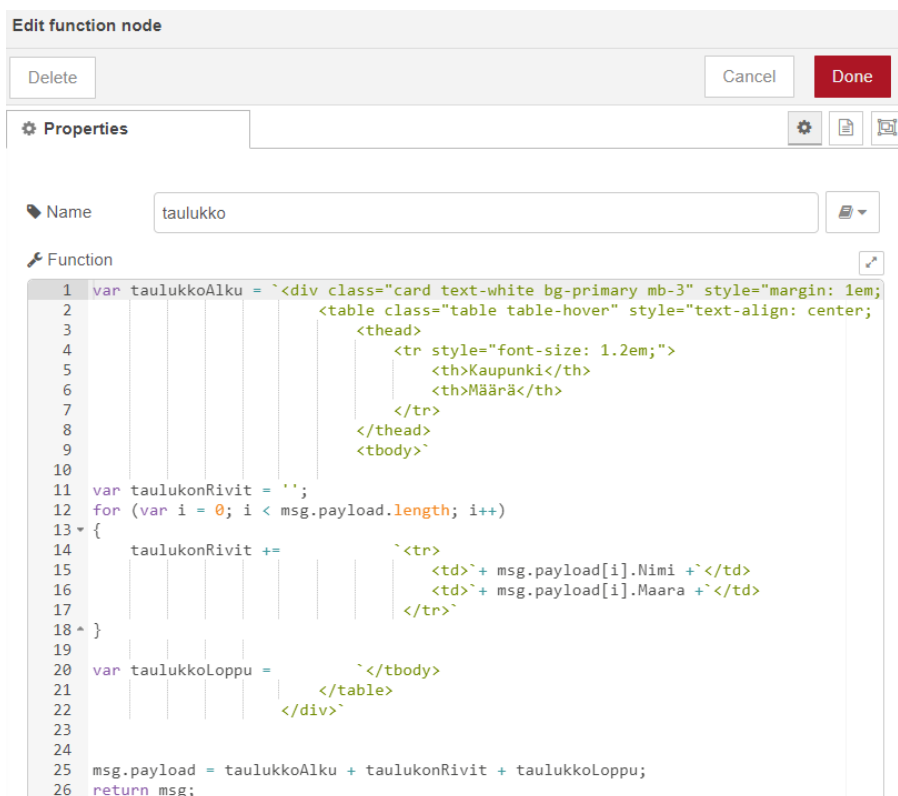 Edit function node
Delete Cancel Done
Properties
Name taulukko
Function
1 var taulukkoAlku = `<div class="card text-white bg-primary mb-3" style="margin: 1em;
2 <table class="table table-hover" style="text-align: center;
3 <thead>
4 <tr style="font-size: 1.2em;">
5 <th>Kaupunki</th>
6 <th>Määrä</th>
7 </tr>
8 </thead>
9 <tbody>`
10
11 var taulukonRivit = '';
12 for (var i = 0; i < msg.payload.length; i++)
13 {
14 taulukonRivit += `<tr>
15 <td>`+ msg.payload[i].Nimi +`</td>
16 <td>`+ msg.payload[i].Maara +`</td>
17 </tr>`
18 }
19
20 var taulukkoLoppu = `</tbody>
21 </table>
22 </div>`
23
24
25 msg.payload = taulukkoAlku + taulukonRivit + taulukkoLoppu;
26 return msg;